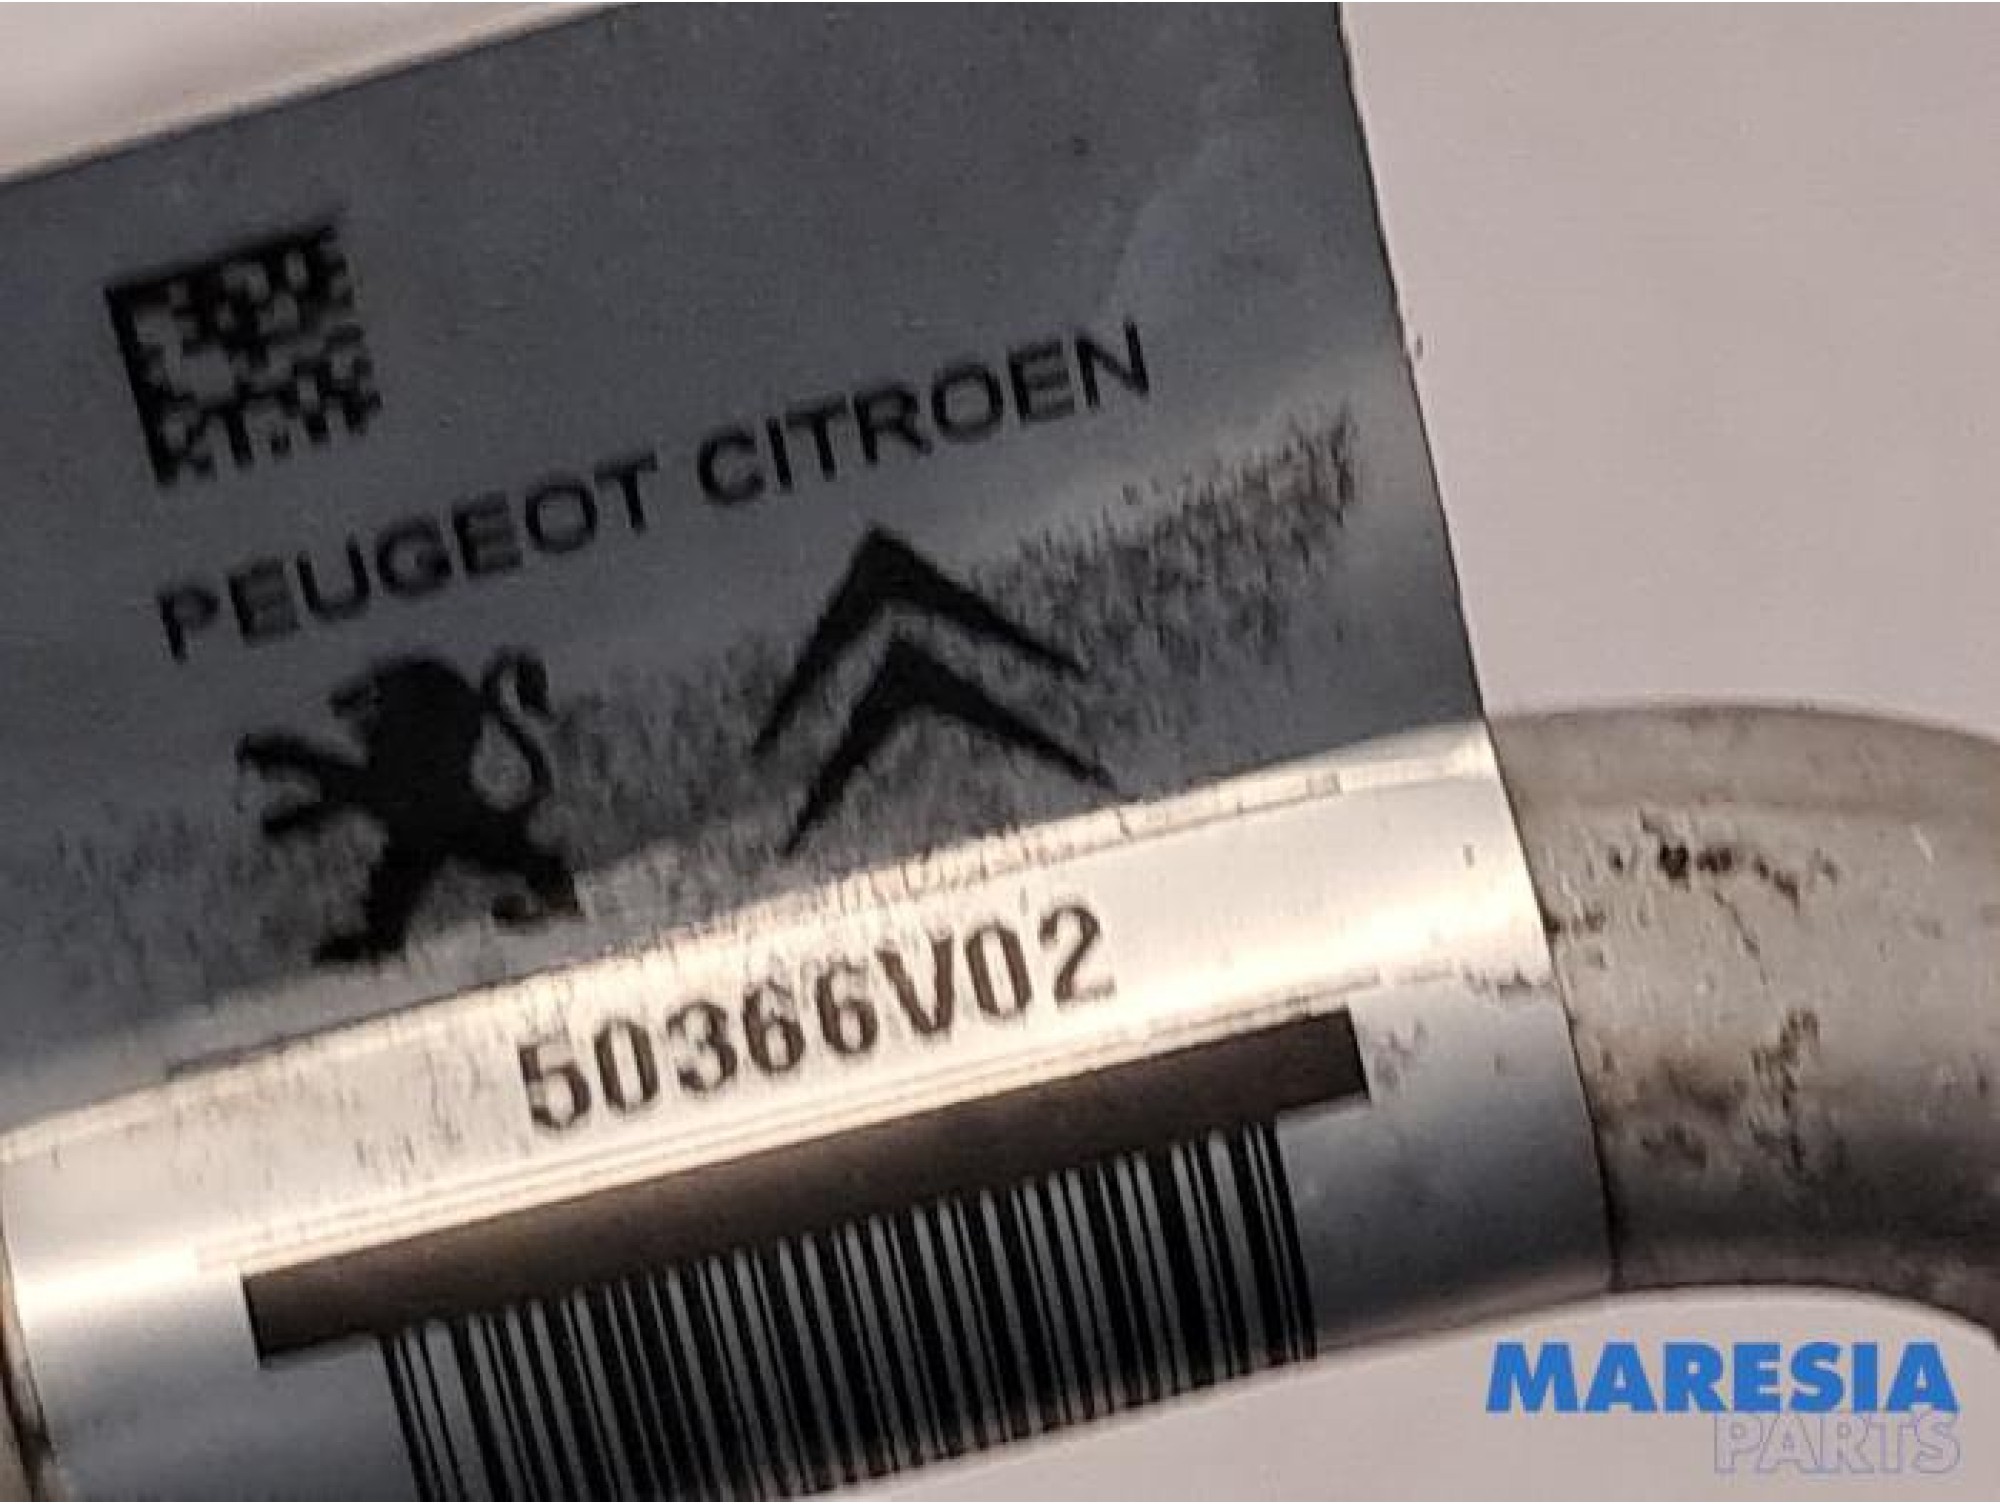 PEUGEOT CITROEN
50366V02
MARESIA
PARTS